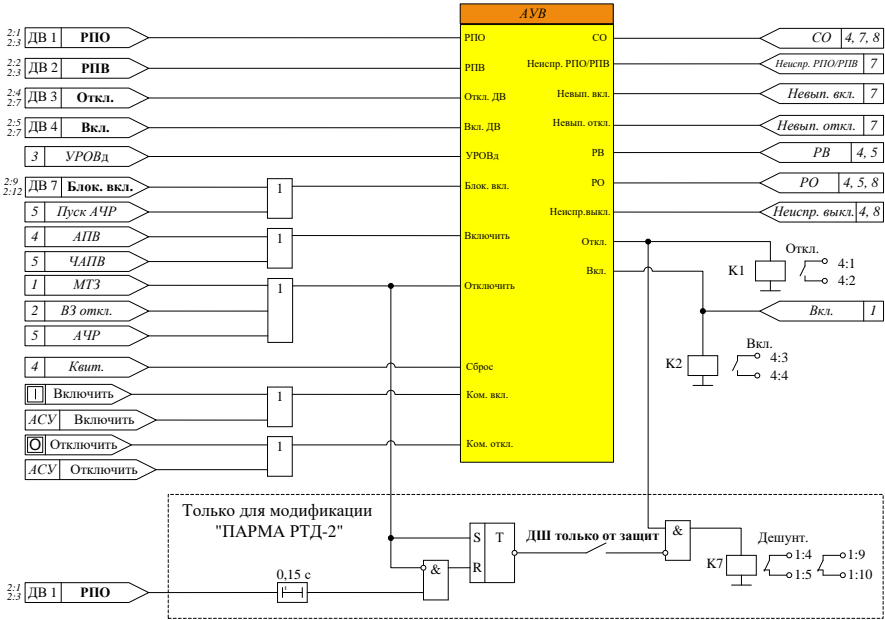 АУВ
2:1
2:3
ДВ 1 РПО
РПО
СО
СО 4, 7, 8
2:2
2:3
ДВ 2 РПВ
РПВ
Неиспр. РПО/РПВ
Неиспр. РПО/РПВ 7
2:4
2:7
ДВ 3 Откл.
Откл. ДВ
Невып. вкл.
Невып. вкл. 7
2:5
2:7
ДВ 4 Вкл.
Вкл. ДВ
Невып. откл.
Невып. откл. 7
3 УРОВд
УРОВд
РВ
РВ 4, 5
2:9
2:12
ДВ 7 Блок. вкл.
1
Блок. вкл.
РО
РО 4, 5, 8
5 Пуск АЧР
Неиспр.выкл.
Неиспр. выкл. 4, 8
4 АПВ
1
Включить
Откл.
5 ЧАПВ
Вкл.
K1
Откл.
4:1
4:2
1 МТЗ
1
Отключить
2 ВЗ откл.
Вкл. 1
5 АЧР
4 Квит.
Сброс
K2
Вкл.
4:3
4:4
Включить
1
Ком. вкл.
АСУ Включить
Отключить
1
Ком. откл.
АСУ Отключить
Только для модификации
"ПАРМА РТД-2"
S T
R
ДШ только от защит
&
Дешунт.
K7
1:4
1:5
1:9
1:10
&
0,15 с
2:1
2:3
ДВ 1 РПО